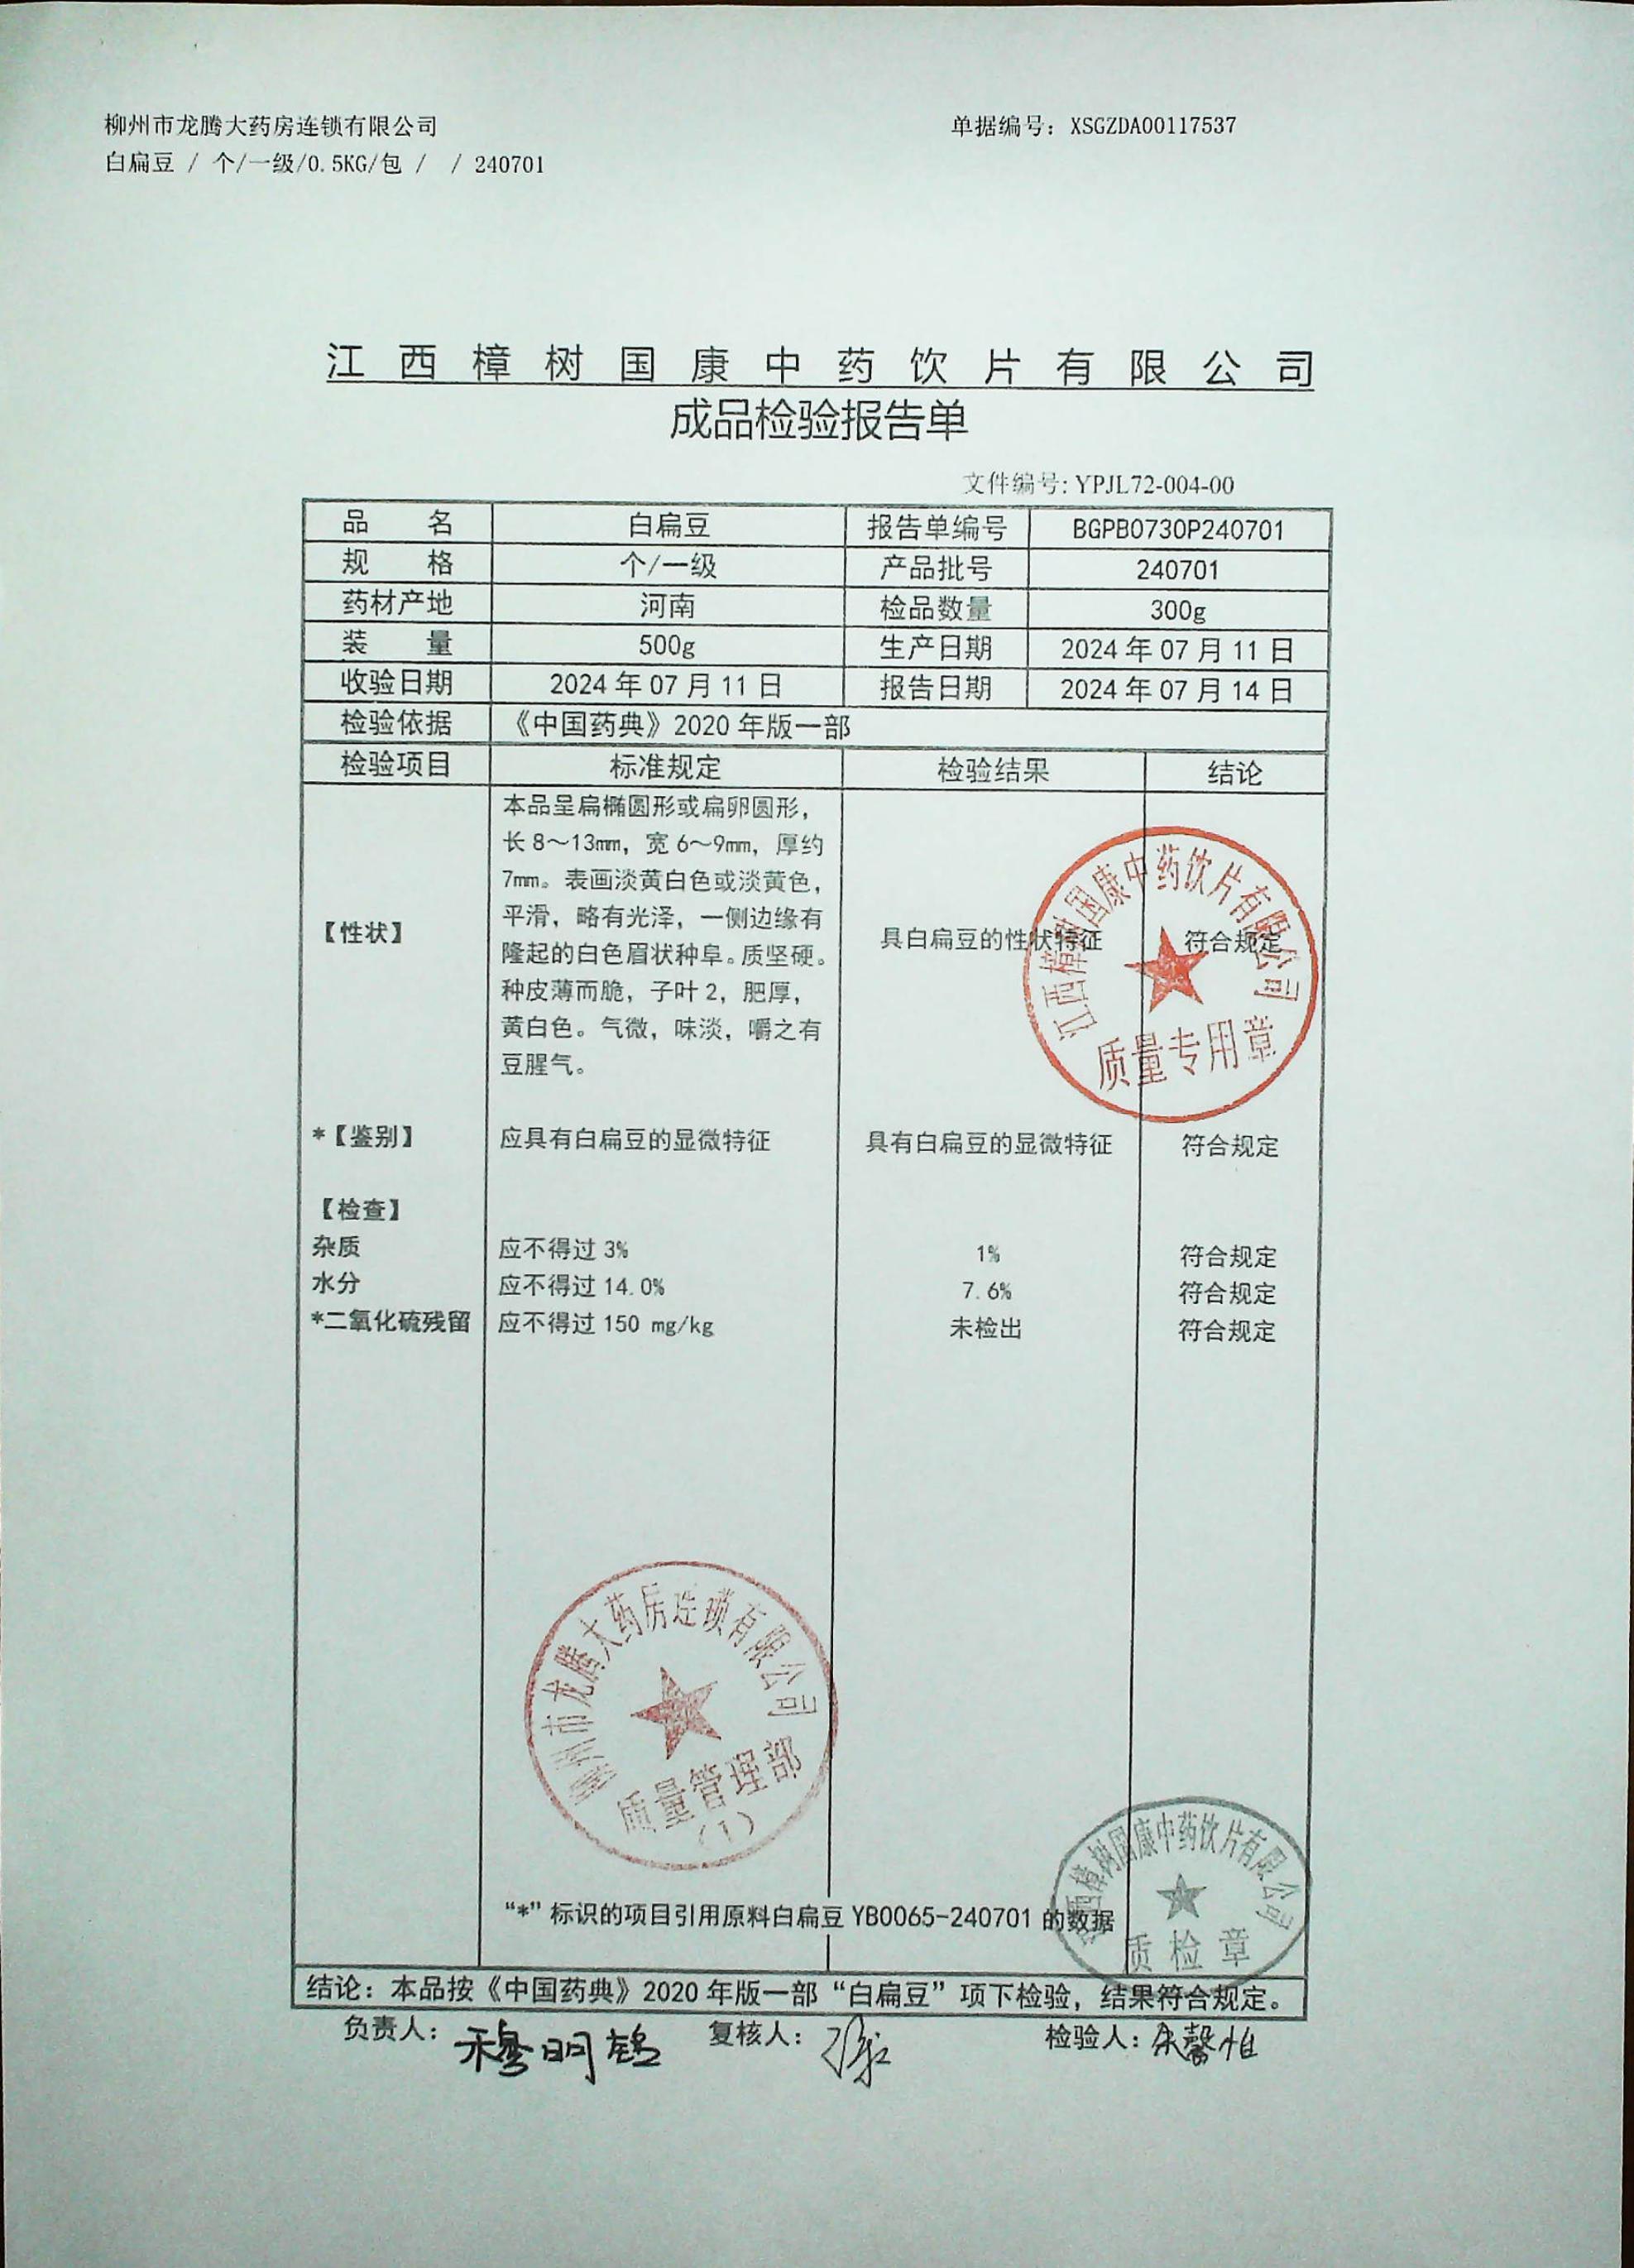 柳州市龙腾大药房连锁有限公司 单据编号：XSGZDA00117537
白扁豆 / 个/一级/0.5KG/包 / / 240701
江西樟树国康中药饮片有限公司
成品检验报告单
文件编号:YPJL72-004-00
品名 白扁豆 报告单编号 BGPB0730P240701
规格 个/一级 产品批号 240701
药材产地 河南 检品数量 300g
装量 500g 生产日期 2024年07月11日
收验日期 2024年07月11日 报告日期 2024年07月14日
检验依据 《中国药典》2020年版一部
检验项目 标准规定 检验结果 结论
本品呈扁椭圆形或扁卵圆形，
长8～13mm，宽6～9mm，厚约
7mm。表画淡黄白色或淡黄色，
平滑，略有光泽，一侧边缘有
【性状】 隆起的白色眉状种阜。质坚硬。 具白扁豆的性状特征 符合规定
种皮薄而脆，子叶2，肥厚，
黄白色。气微，味淡，嚼之有
豆腥气。
江西樟树国康中药饮片有限公司
质量专用章
*【鉴别】 应具有白扁豆的显微特征 具有白扁豆的显微特征 符合规定
【检查】
杂质 应不得过3% 1% 符合规定
水分 应不得过14.0% 7.6% 符合规定
*二氧化硫残留 应不得过150 mg/kg 未检出 符合规定
柳州市龙腾大药房连锁有限公司
质量管理部
(1)
江西樟树国康中药饮片有限公司
质检章
“*”标识的项目引用原料白扁豆YB0065-240701的数据
结论：本品按《中国药典》2020年版一部“白扁豆”项下检验，结果符合规定。
负责人： 复核人： 检验人：